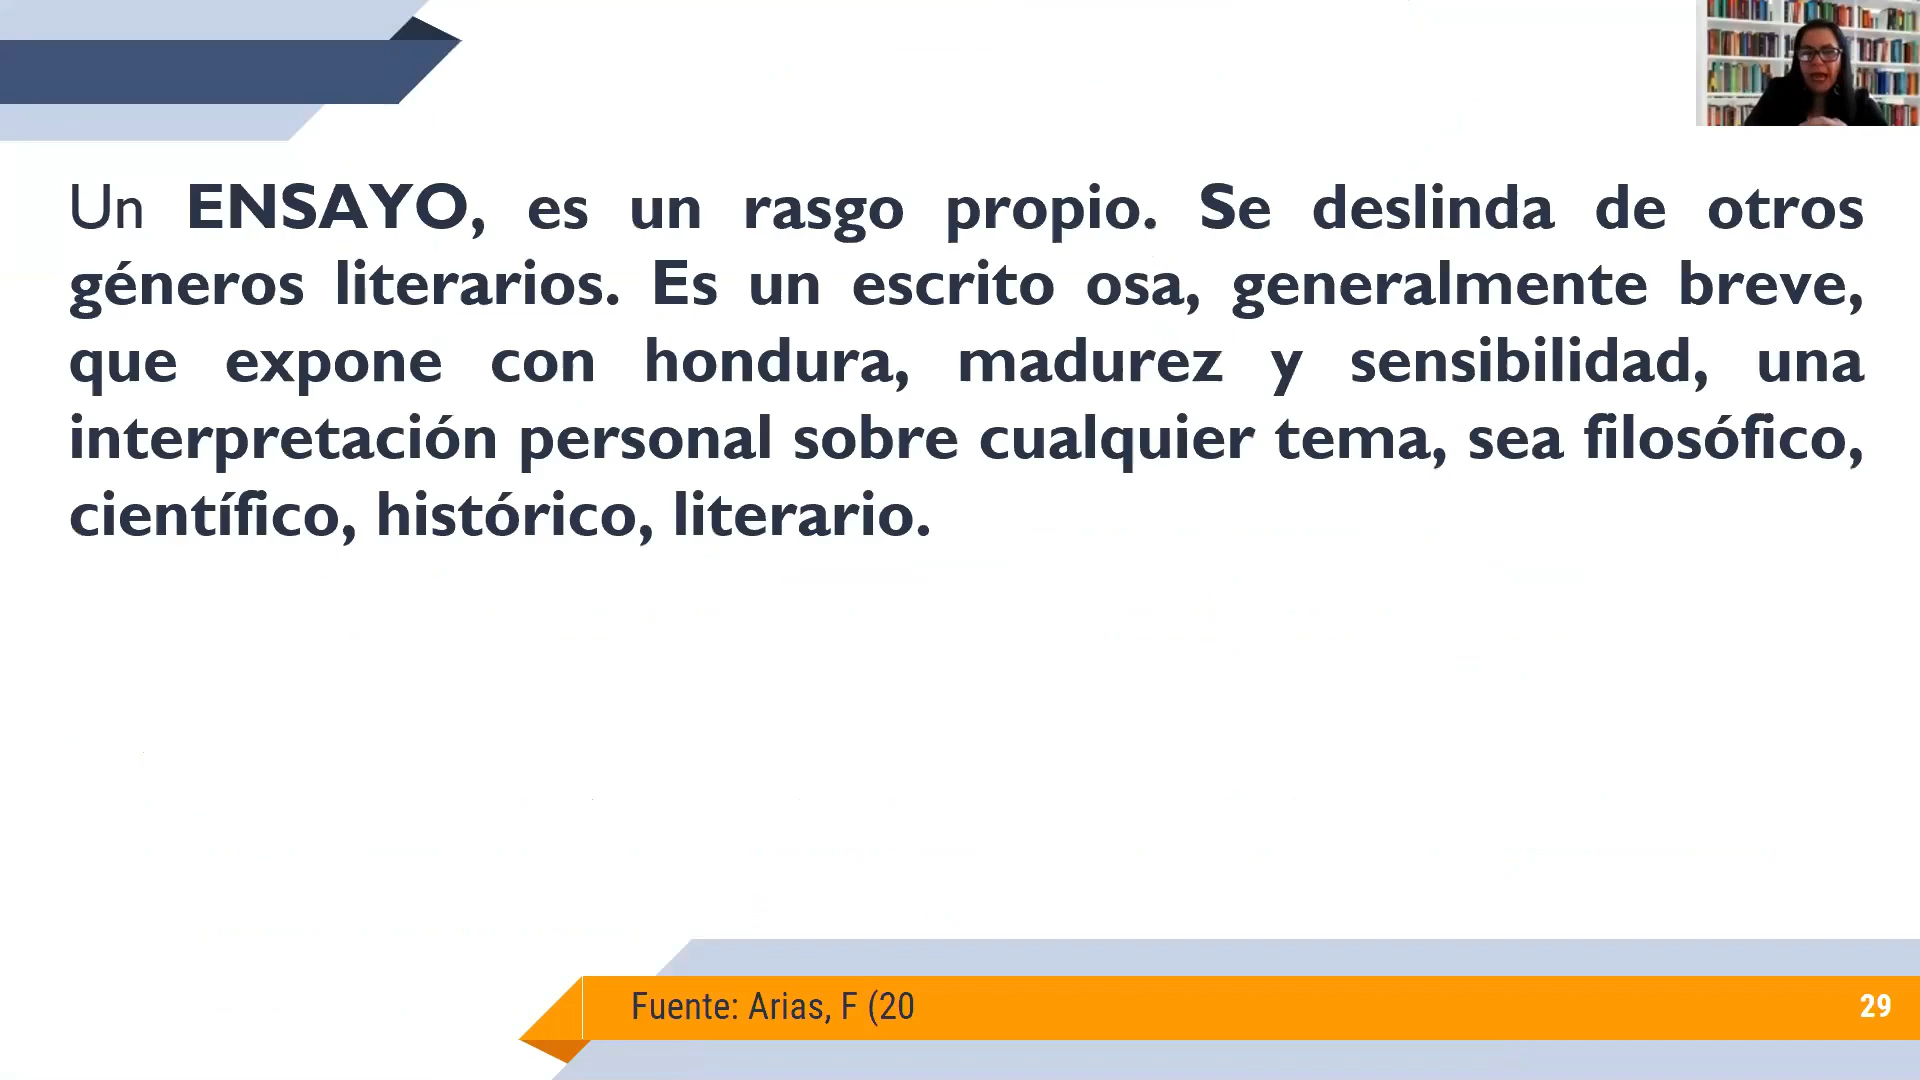 Un ENSAYO, es un rasgo propio. Se deslinda de otros
géneros literarios. Es un escrito osa, generalmente breve,
que expone con hondura, madurez y sensibilidad, una
interpretación personal sobre cualquier tema, sea filosófico,
científico, histórico, literario.
Fuente: Arias, F (20
29